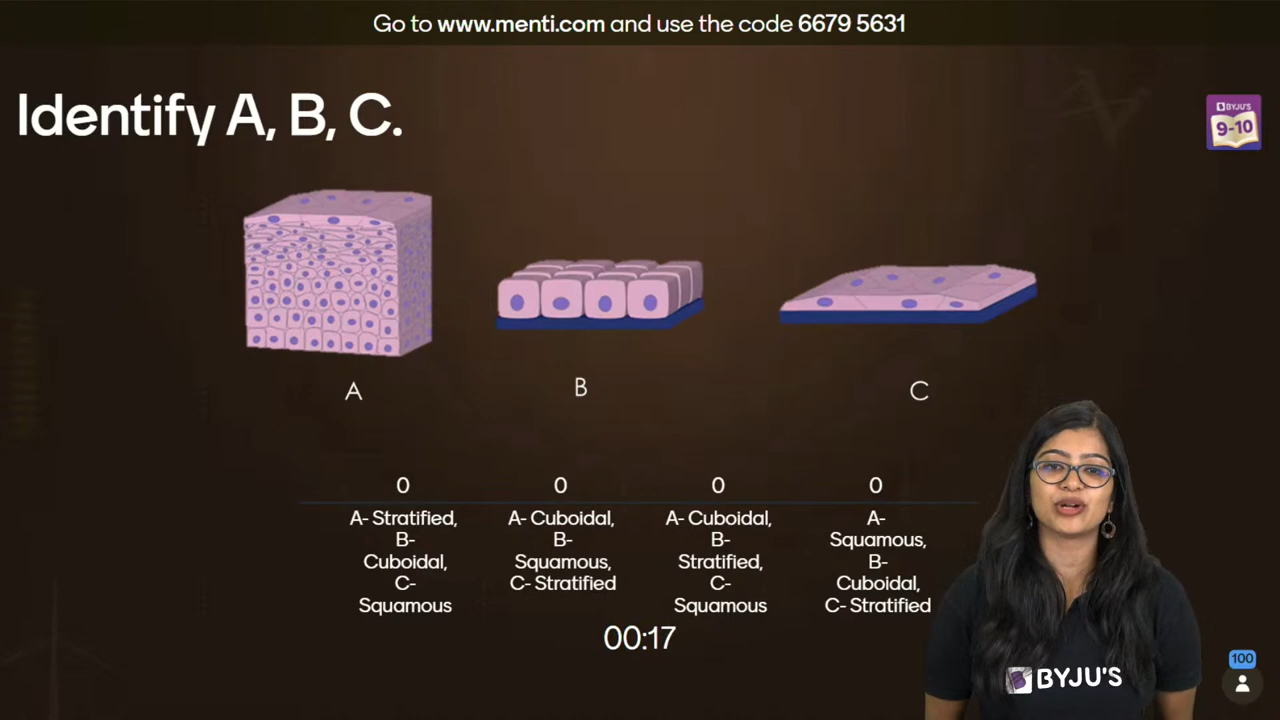 Go to www.menti.com and use the code 6679 5631
Identify A, B, C.
BYJU'S
9-10
A
B
C
0
0
0
0
A- Stratified,
B-
Cuboidal,
C-
Squamous
A- Cuboidal,
B-
Squamous,
C- Stratified
A- Cuboidal,
B-
Stratified,
C-
Squamous
A-
Squamous,
B-
Cuboidal,
C- Stratified
00:17
BYJU'S
100